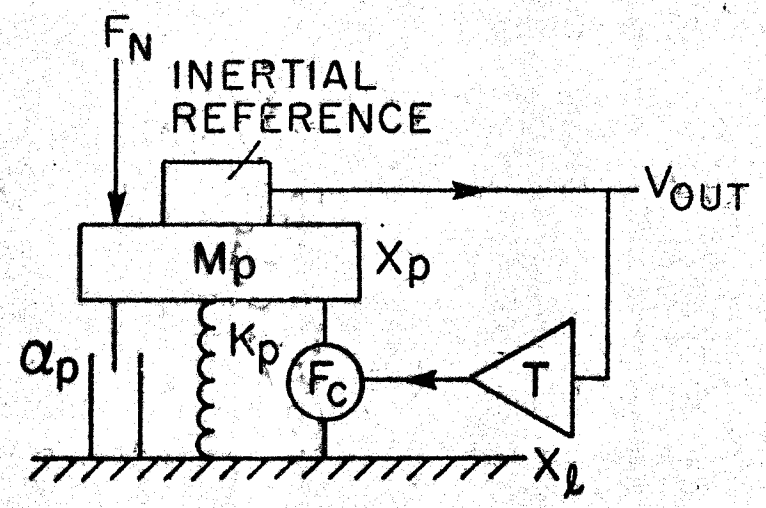 F_N
INERTIAL
REFERENCE
V_OUT
M_p
X_p
α_p
K_p
F_c
T
X_ℓ